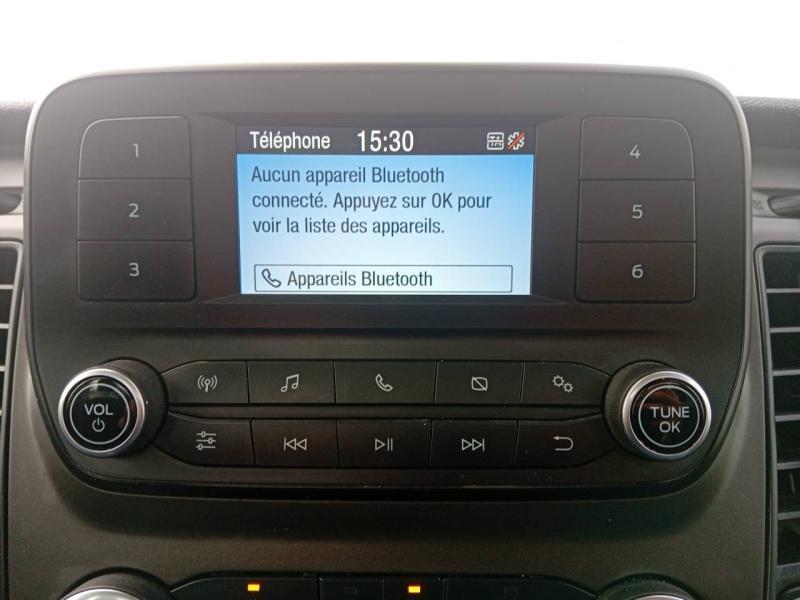 Téléphone 15:30
Aucun appareil Bluetooth
connecté. Appuyez sur OK pour
voir la liste des appareils.
Appareils Bluetooth
1
2
3
4
5
6
VOL
TUNE
OK